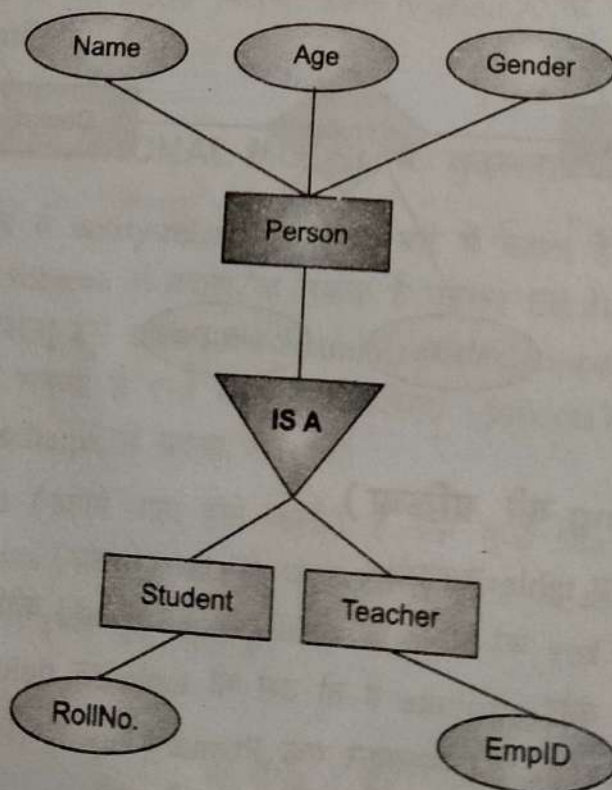 Name Age Gender
Person
IS A
Student Teacher
RollNo. EmpID